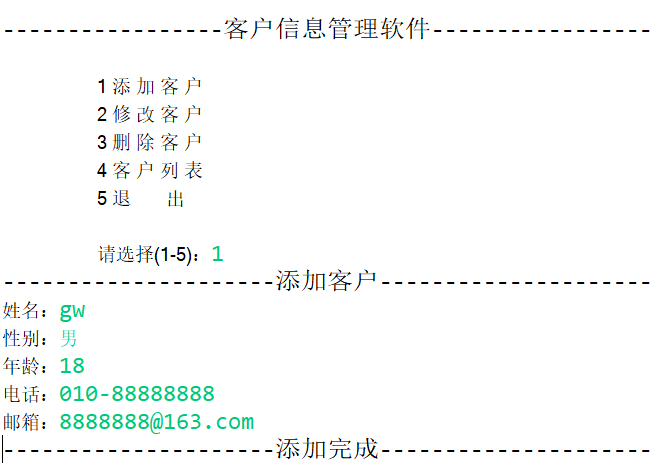 -----------------客户信息管理软件-----------------
1 添 加 客 户
2 修 改 客 户
3 删 除 客 户
4 客 户 列 表
5 退 出
请选择(1-5)：1
---------------------添加客户---------------------
姓名：gw
性别：男
年龄：18
电话：010-88888888
邮箱：8888888@163.com
---------------------添加完成---------------------